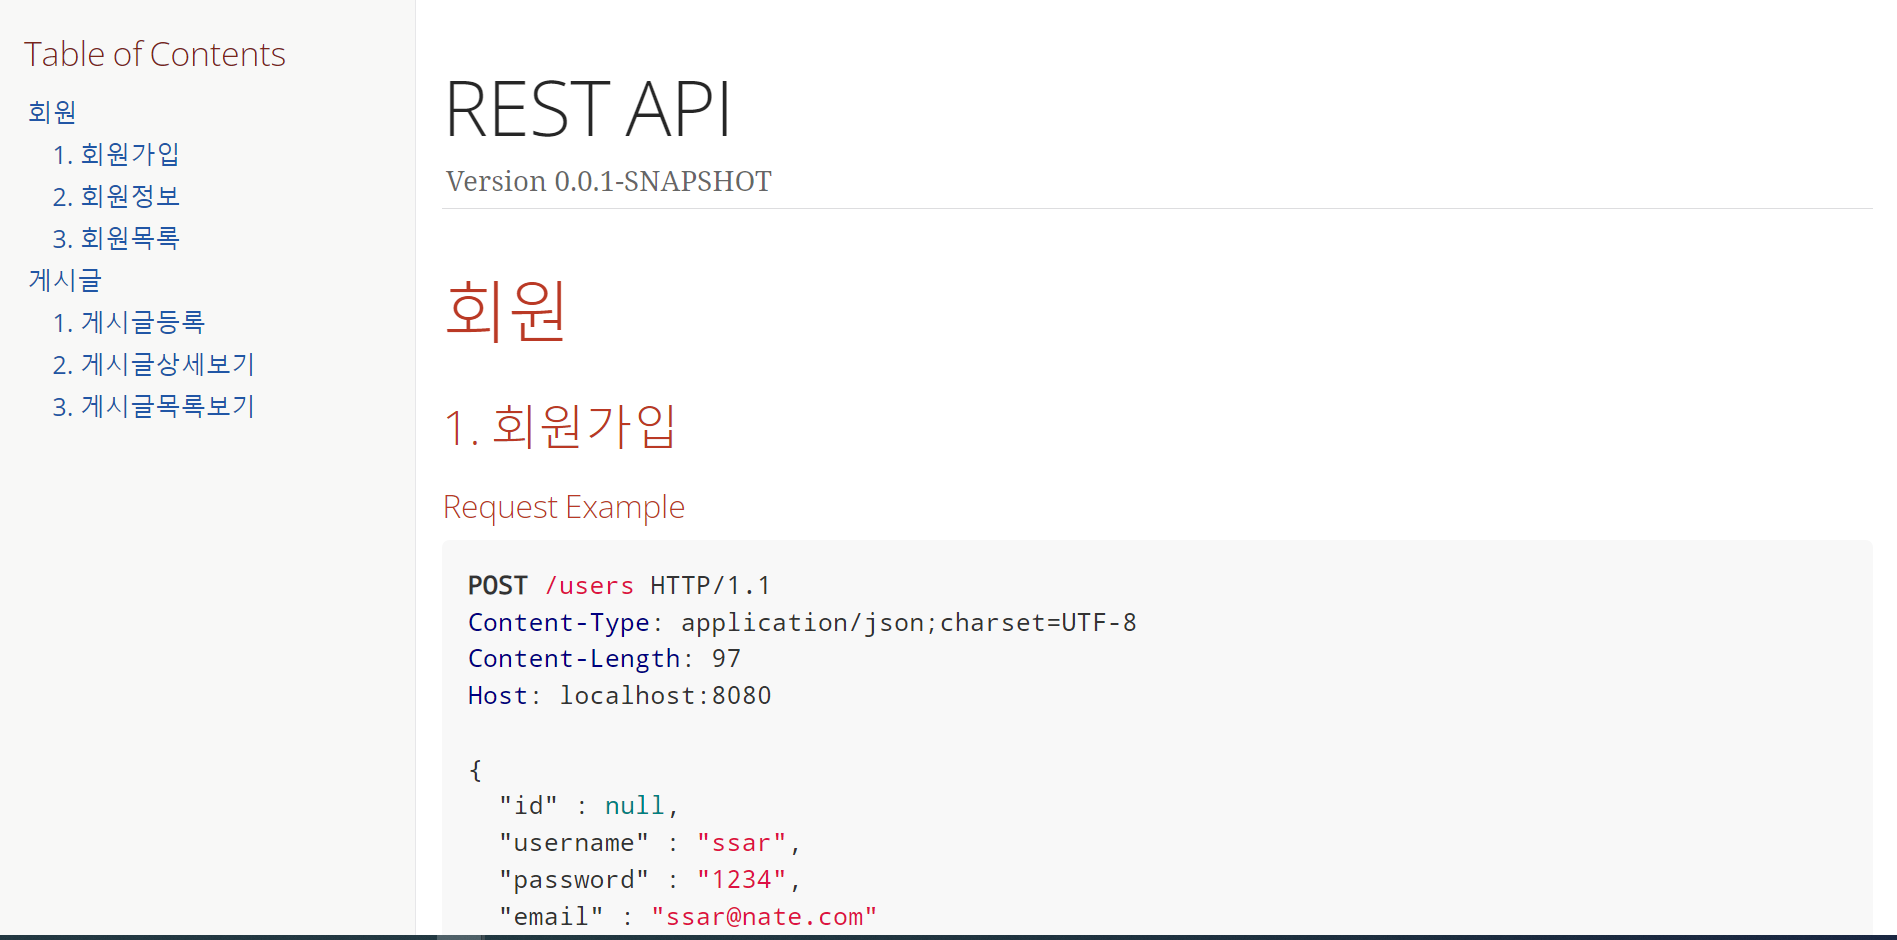 Table of Contents
회원
1. 회원가입
2. 회원정보
3. 회원목록
게시글
1. 게시글등록
2. 게시글상세보기
3. 게시글목록보기
REST API
Version 0.0.1-SNAPSHOT
회원
1. 회원가입
Request Example
POST /users HTTP/1.1
Content-Type: application/json;charset=UTF-8
Content-Length: 97
Host: localhost:8080
{
"id" : null,
"username" : "ssar",
"password" : "1234",
"email" : "ssar@nate.com"